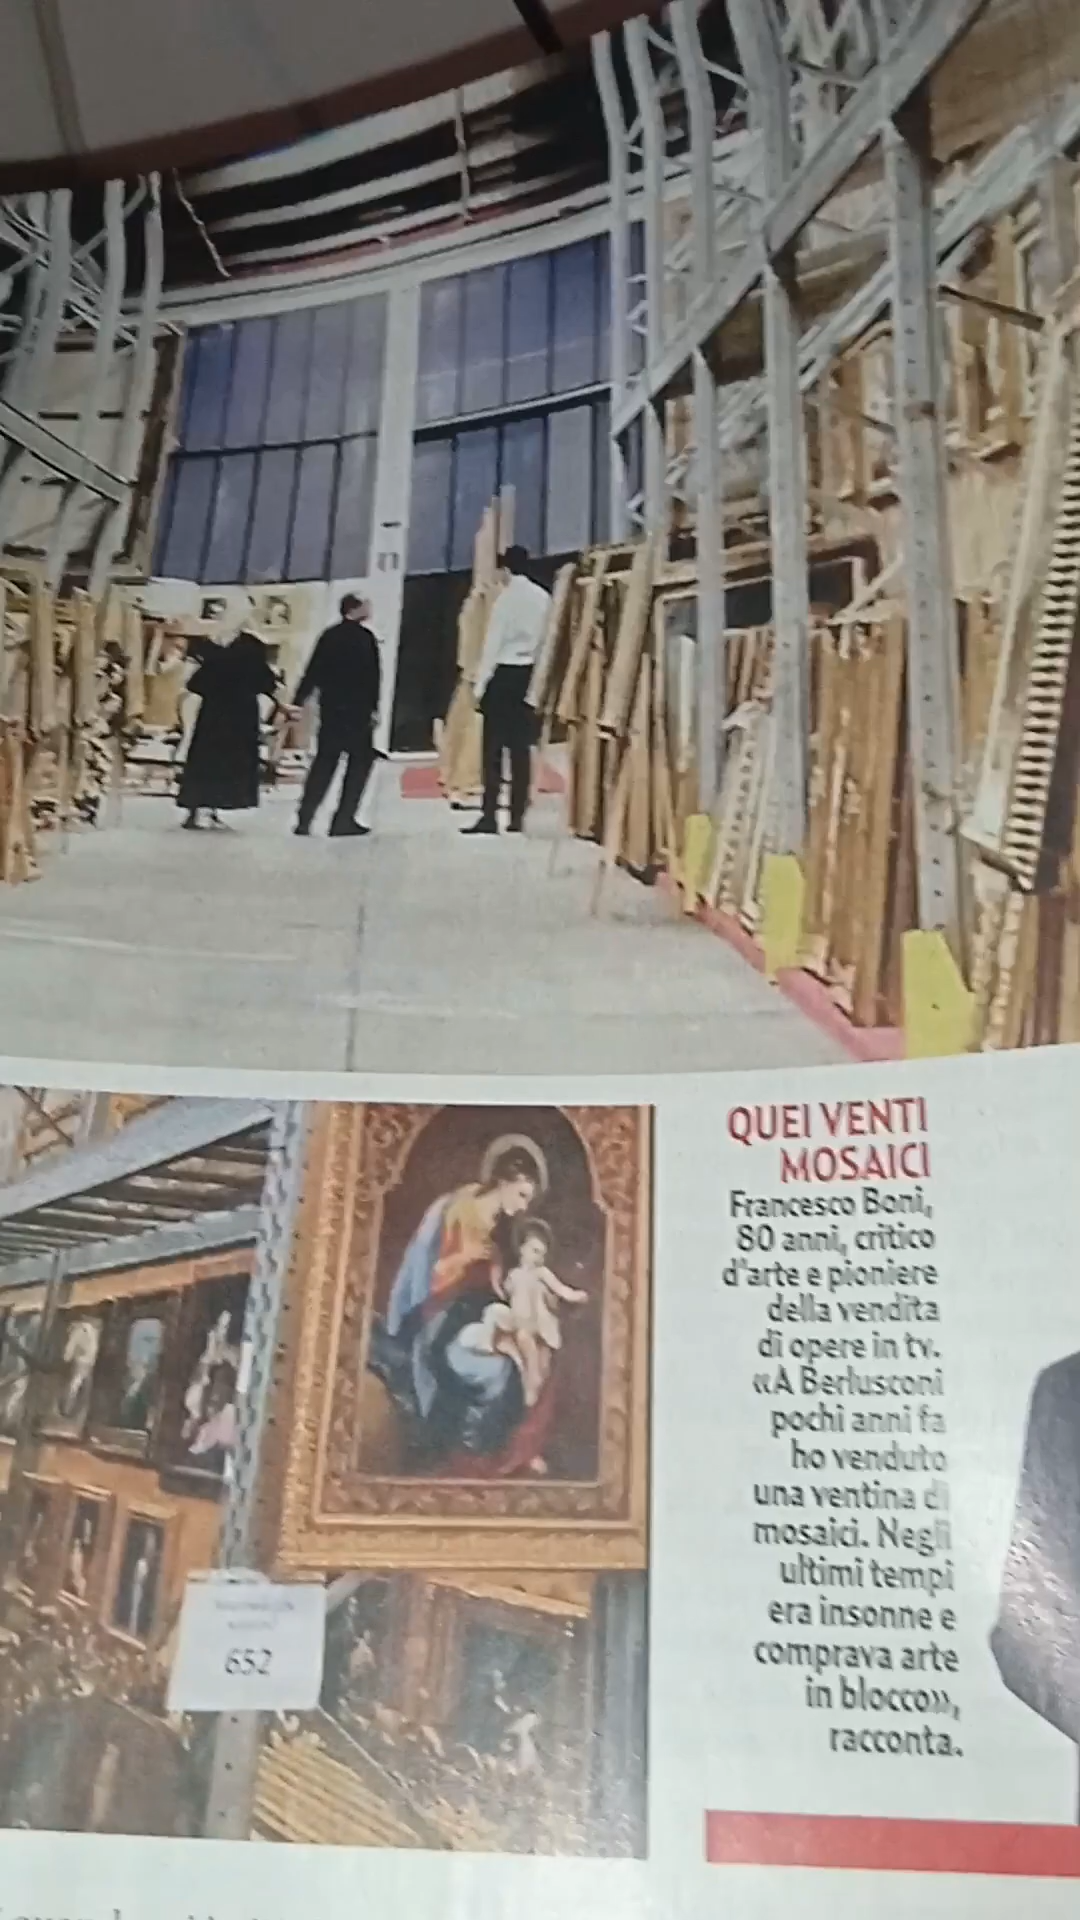 652
QUEI VENTI
MOSAICI
Francesco Boni,
80 anni, critico
d'arte e pioniere
della vendita
di opere in tv.
«A Berlusconi
pochi anni fa
ho venduto
una ventina di
mosaici. Negli
ultimi tempi
era insonne e
comprava arte
in blocco»,
racconta.